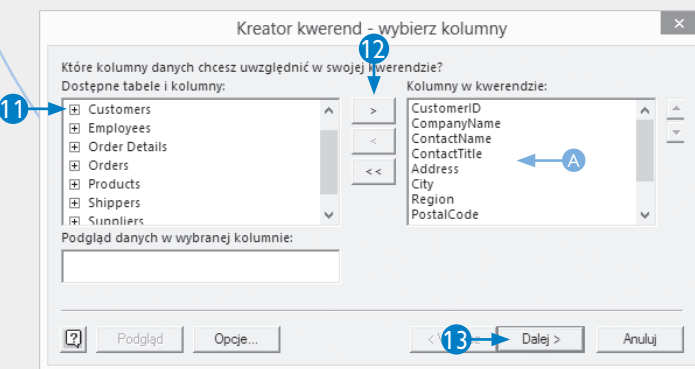 Kreator kwerend - wybierz kolumny
12
Które kolumny danych chcesz uwzględnić w swojej kwerendzie?
Dostępne tabele i kolumny:
Kolumny w kwerendzie:
11
Customers
Employees
Order Details
Orders
Products
Shippers
Suppliers
>
<
<<
CustomerID
CompanyName
ContactName
ContactTitle
Address
City
Region
PostalCode
A
Podgląd danych w wybranej kolumnie:
Podgląd
Opcje...
13
Dalej >
Anuluj